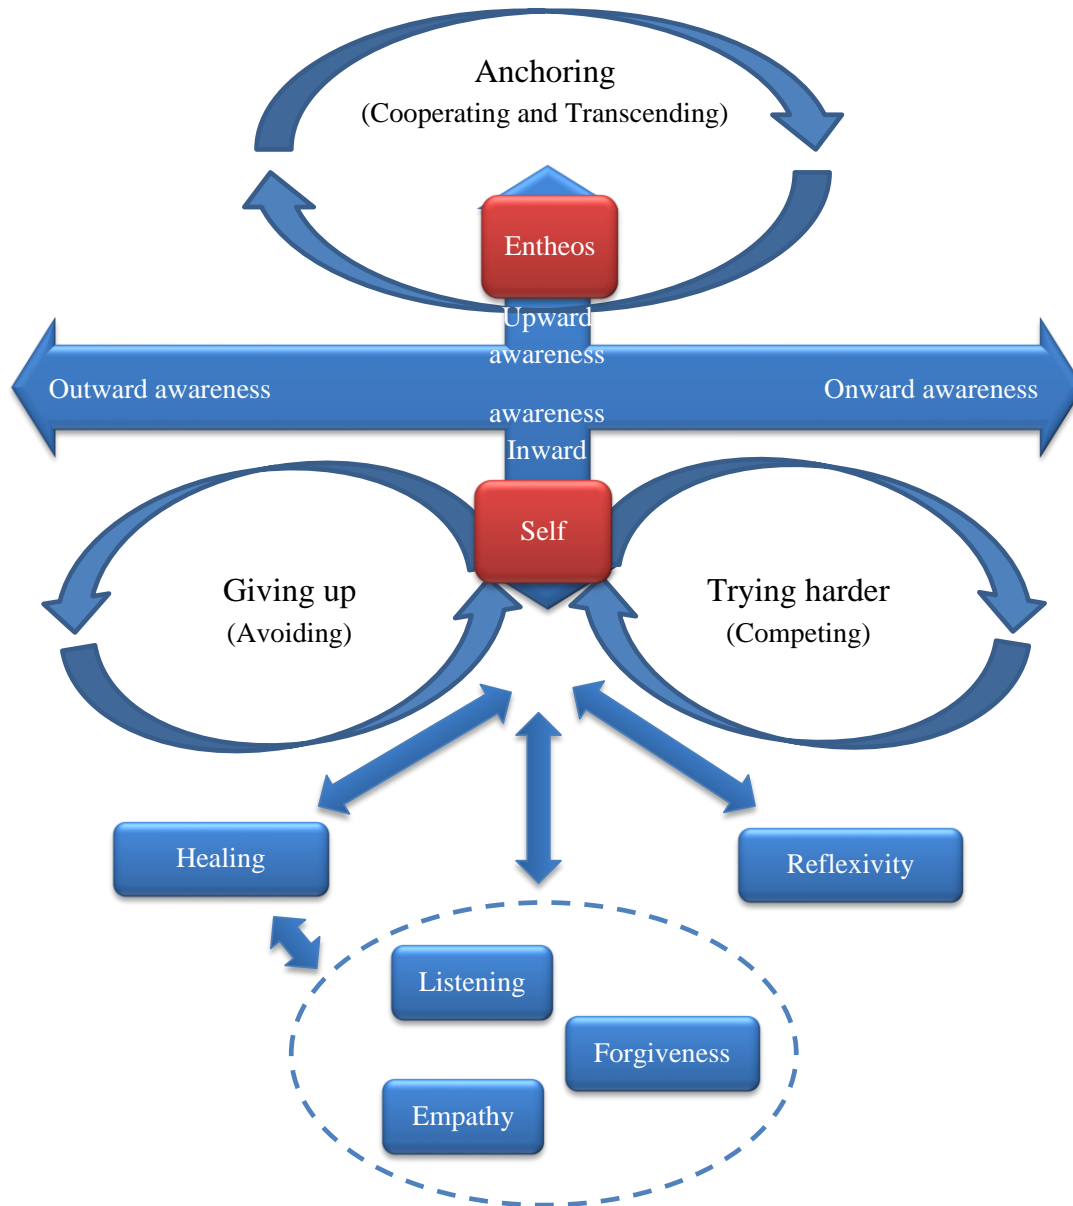 Anchoring
(Cooperating and Transcending)
Entheos
Upward
awareness
Outward awareness
Onward awareness
awareness
Inward
Self
Giving up
(Avoiding)
Trying harder
(Competing)
Healing
Reflexivity
Listening
Forgiveness
Empathy